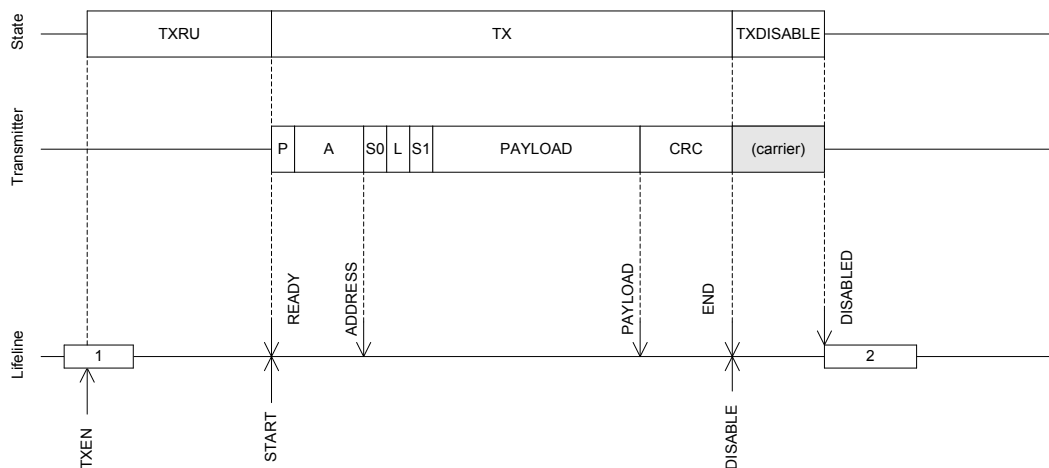 State
TXRU
TX
TXDISABLE
Transmitter
P
A
S0
L
S1
PAYLOAD
CRC
(carrier)
READY
ADDRESS
PAYLOAD
END
DISABLED
Lifeline
1
2
TXEN
START
DISABLE